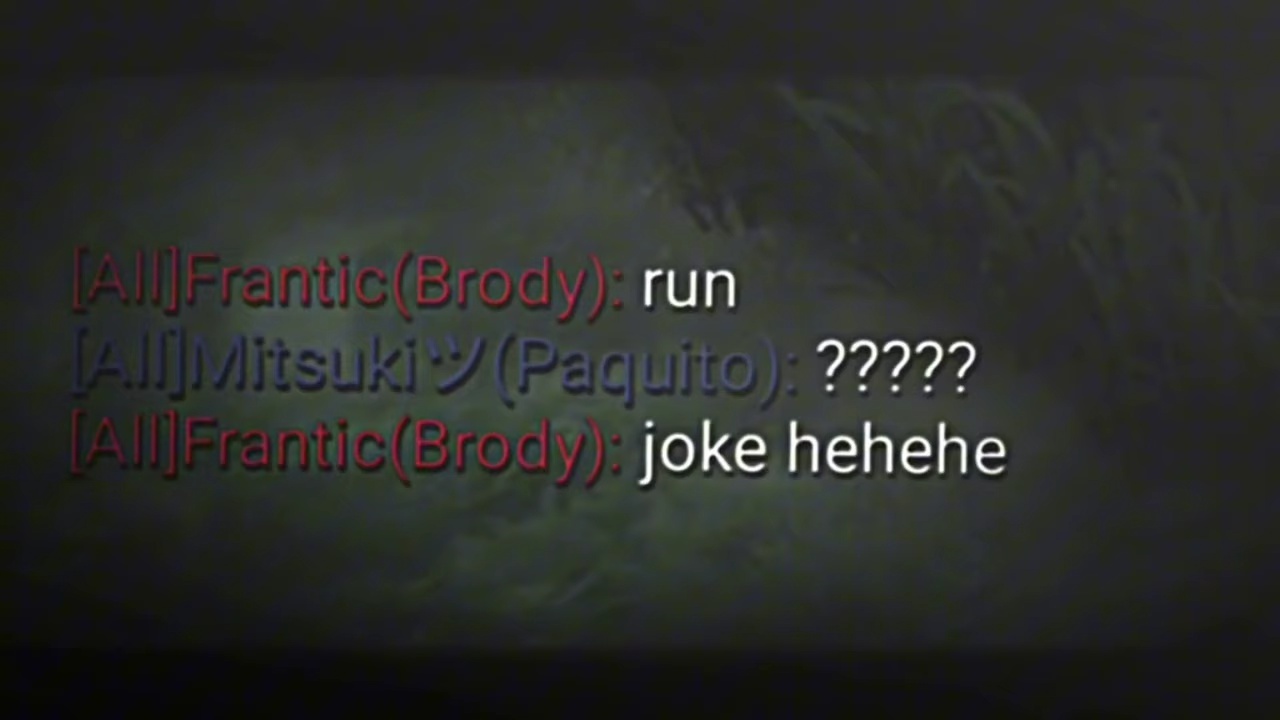 [All]Frantic(Brody): run
[All]Mitsukiツ(Paquito): ?????
[All]Frantic(Brody): joke hehehe